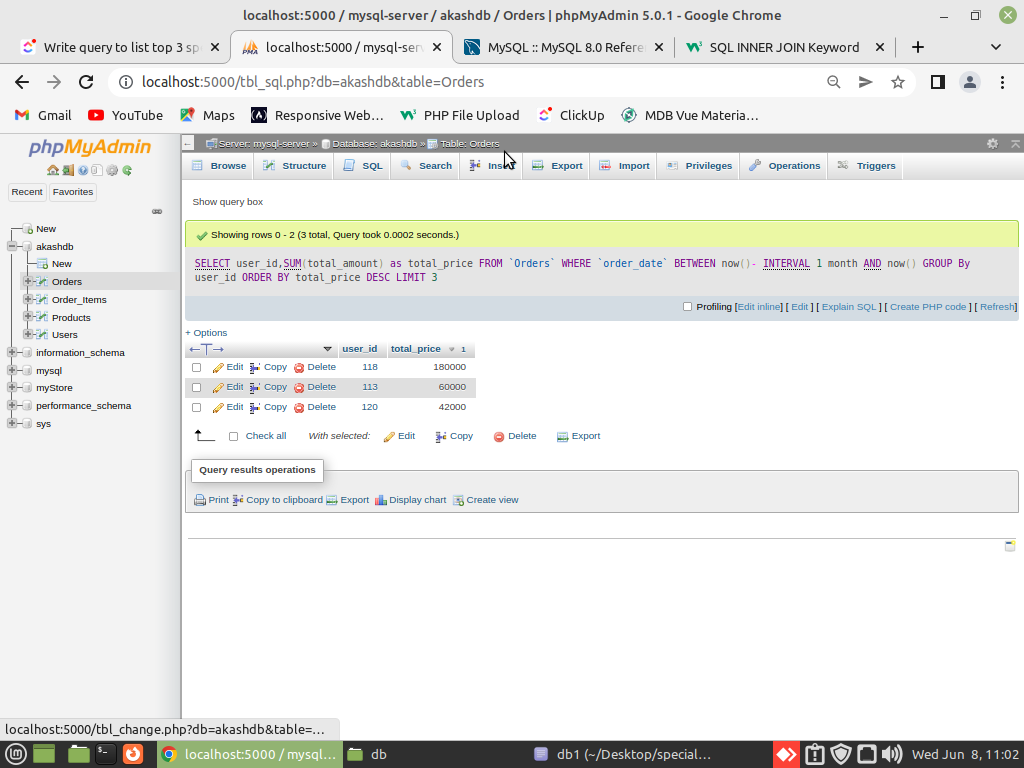 localhost:5000 / mysql-server / akashdb / Orders | phpMyAdmin 5.0.1 - Google Chrome
Write query to list top 3 sp
localhost:5000 / mysql-serv
MySQL :: MySQL 8.0 Refere
SQL INNER JOIN Keyword
localhost:5000/tbl_sql.php?db=akashdb&table=Orders
Gmail YouTube Maps Responsive Web… PHP File Upload ClickUp MDB Vue Materia…
phpMyAdmin
Recent Favorites
New
akashdb
New
Orders
Order_Items
Products
Users
information_schema
mysql
myStore
performance_schema
sys
Server: mysql-server » Database: akashdb » Table: Orders
Browse Structure SQL Search Export Import Privileges Operations Triggers
Show query box
Showing rows 0 - 2 (3 total, Query took 0.0002 seconds.)
SELECT user_id,SUM(total_amount) as total_price FROM `Orders` WHERE `order_date` BETWEEN now()- INTERVAL 1 month AND now() GROUP By
user_id ORDER BY total_price DESC LIMIT 3
Profiling [Edit inline] [ Edit ] [ Explain SQL ] [ Create PHP code ] [ Refresh]
+ Options
←T→ user_id total_price 1
Edit Copy Delete 118 180000
Edit Copy Delete 113 60000
Edit Copy Delete 120 42000
Check all With selected: Edit Copy Delete Export
Query results operations
Print Copy to clipboard Export Display chart Create view
localhost:5000/tbl_change.php?db=akashdb&table=...
localhost:5000 / mysql... db db1 (~/Desktop/special... Wed Jun 8, 11:02